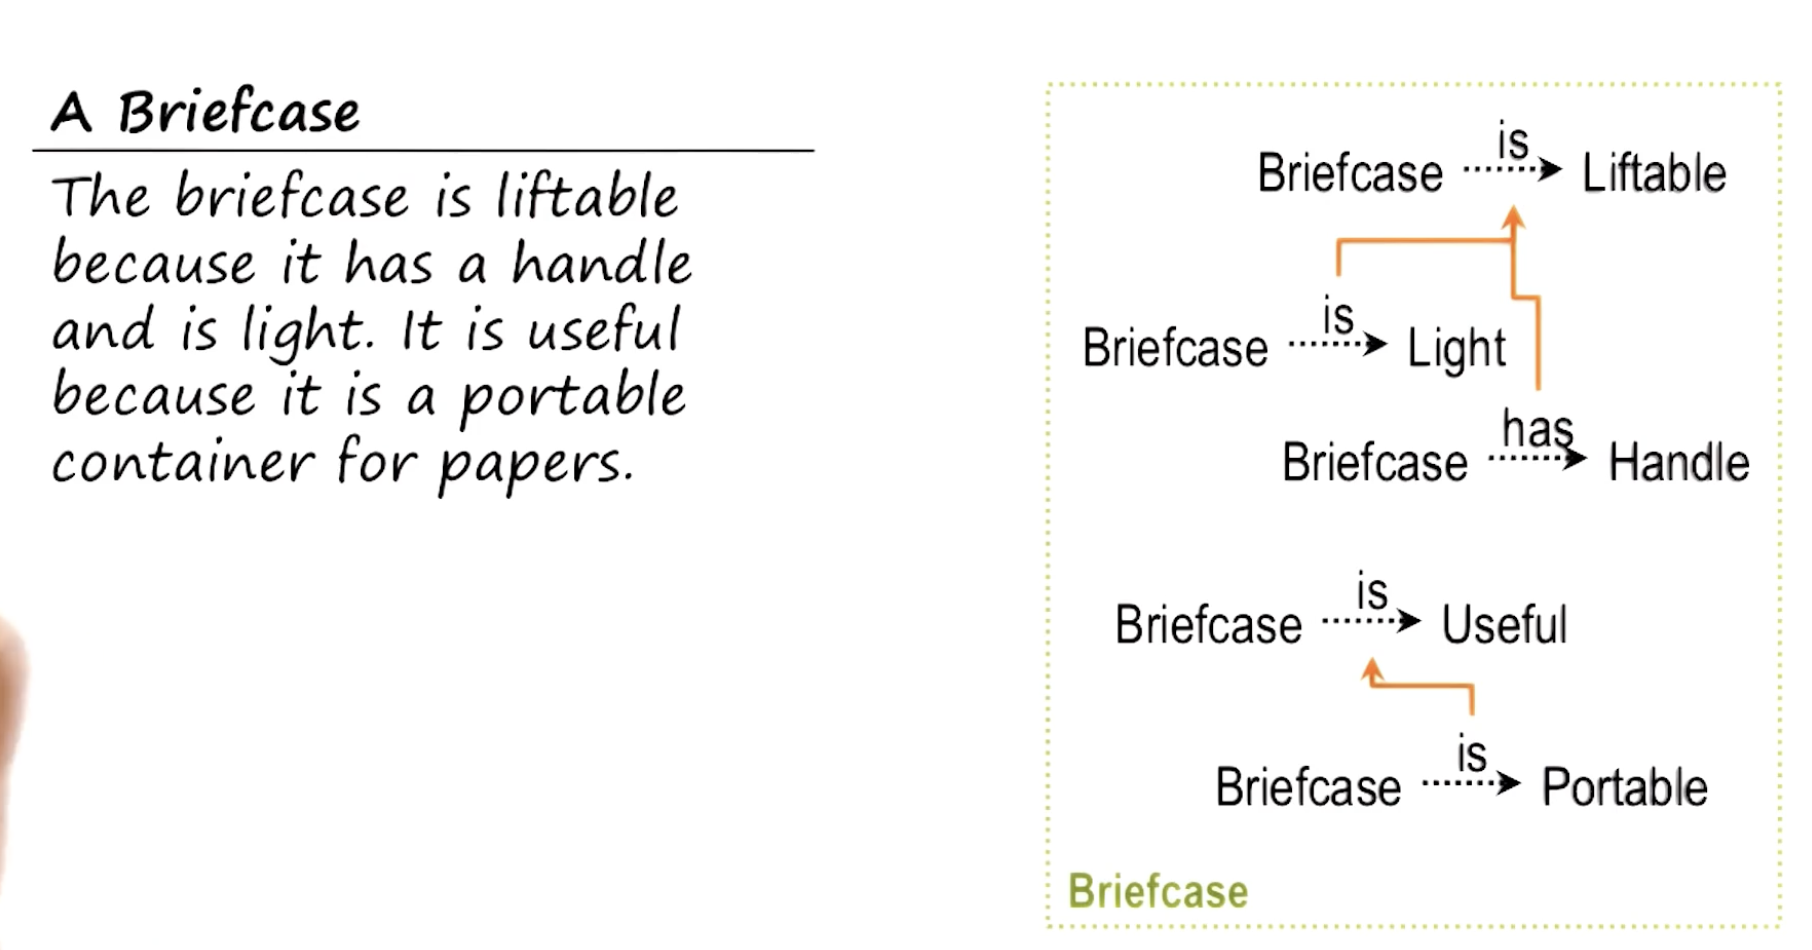 A Briefcase
The briefcase is liftable
because it has a handle
and is light. It is useful
because it is a portable
container for papers.
is
Briefcase Liftable
is
Briefcase Light
has
Briefcase Handle
is
Briefcase Useful
is
Briefcase Portable
Briefcase